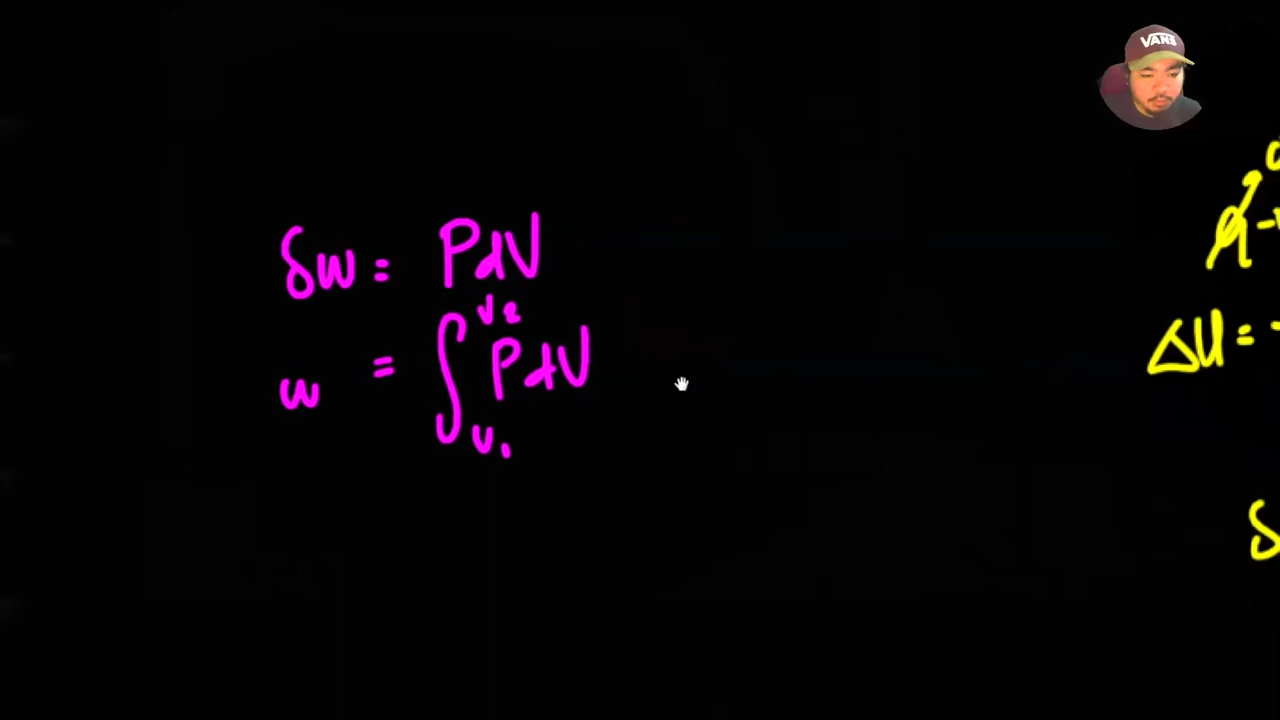 VANS
δw = PdV
w = ∫_{V₁}^{V₂} PdV
ΔU = -
δ